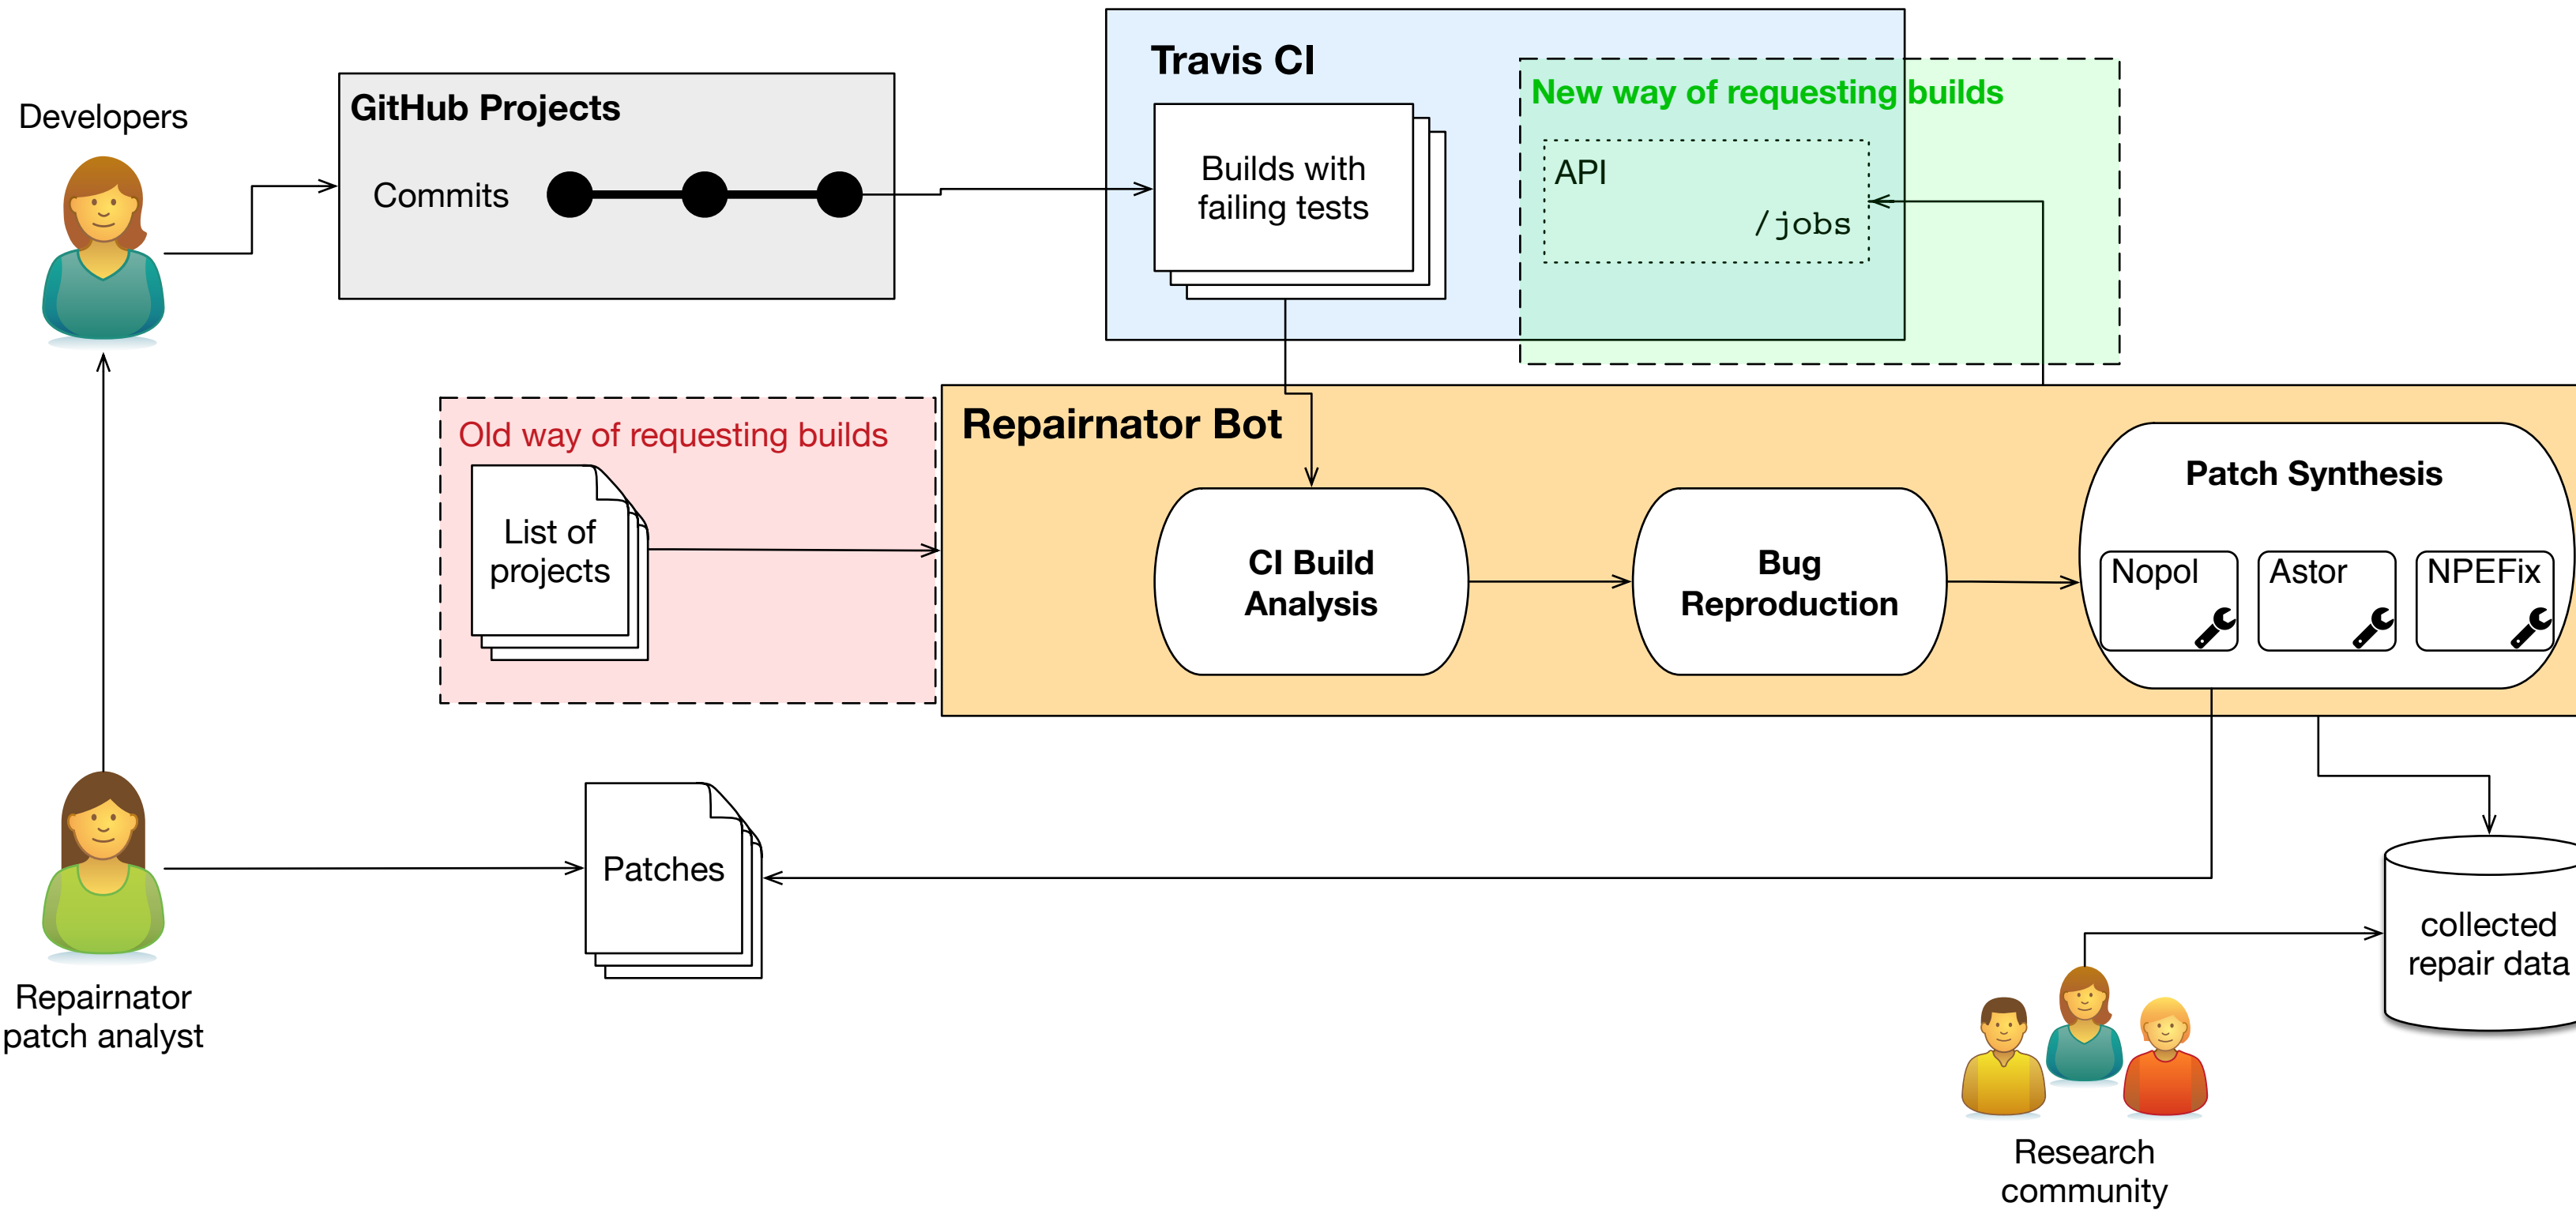 Developers
GitHub Projects
Commits
Travis CI
Builds with
failing tests
New way of requesting builds
API
/jobs
Old way of requesting builds
List of
projects
Repairnator Bot
CI Build
Analysis
Bug
Reproduction
Patch Synthesis
Nopol
Astor
NPEFix
Patches
Repairnator
patch analyst
collected
repair data
Research
community